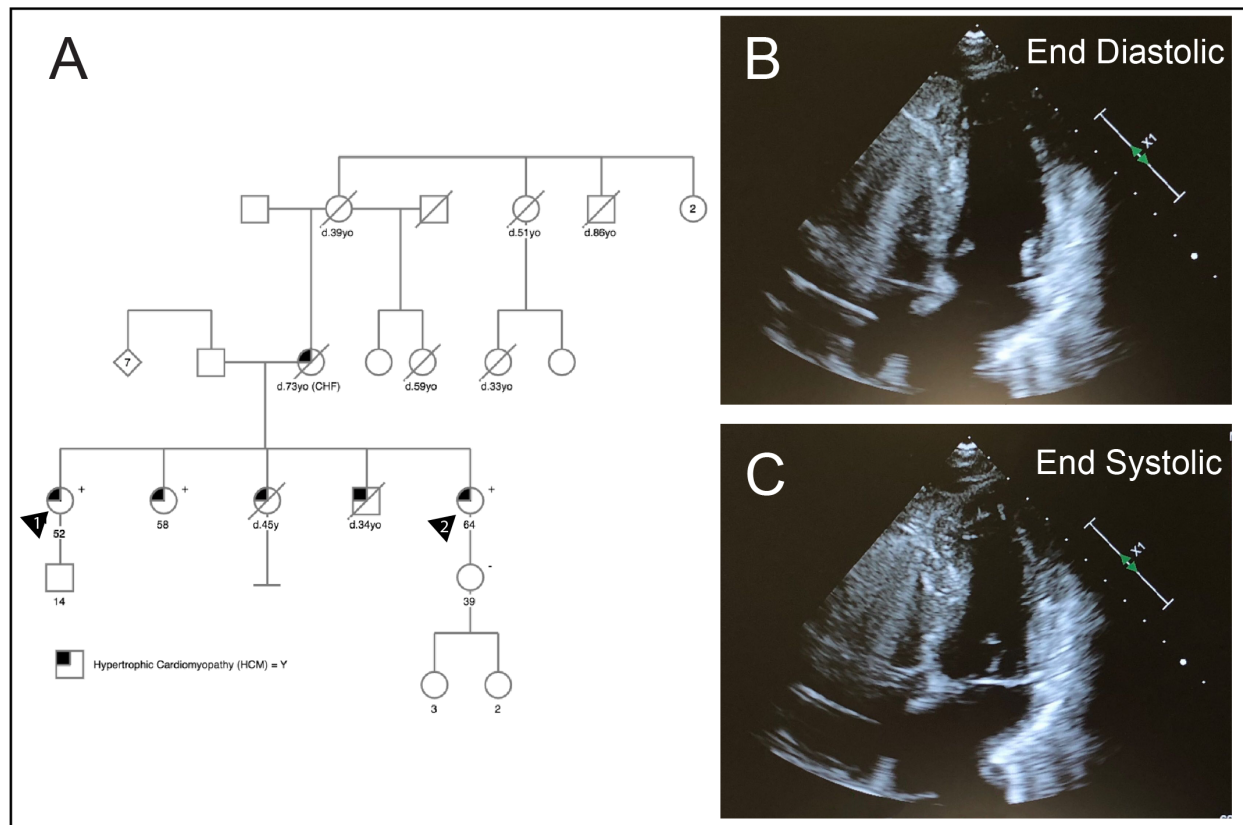 A
B
End Diastolic
X1
2
d.39yo
d.51yo
d.86yo
7
d.73yo (CHF)
d.59yo
d.33yo
C
End Systolic
X1
+
+
+
1
52
58
d.45y
d.34yo
2
64
-
14
39
Hypertrophic Cardiomyopathy (HCM) = Y
3
2